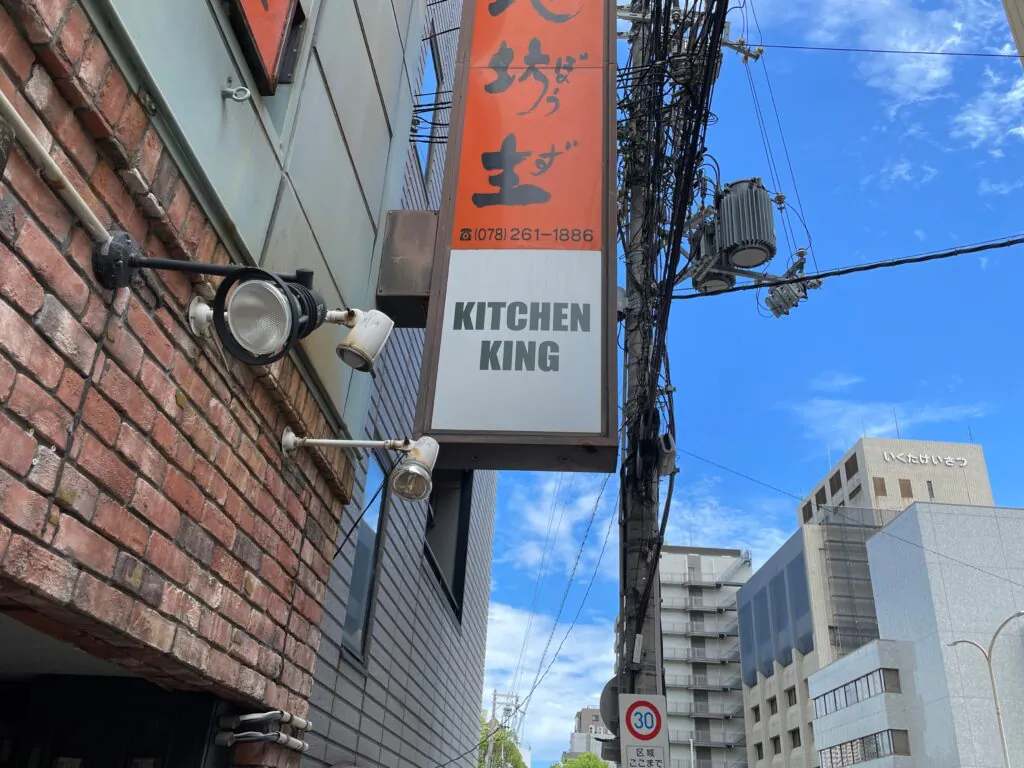 坊ぼう
主ず
☎(078)261-1886
KITCHEN
KING
いくたけいさつ
30
区域
ここまで